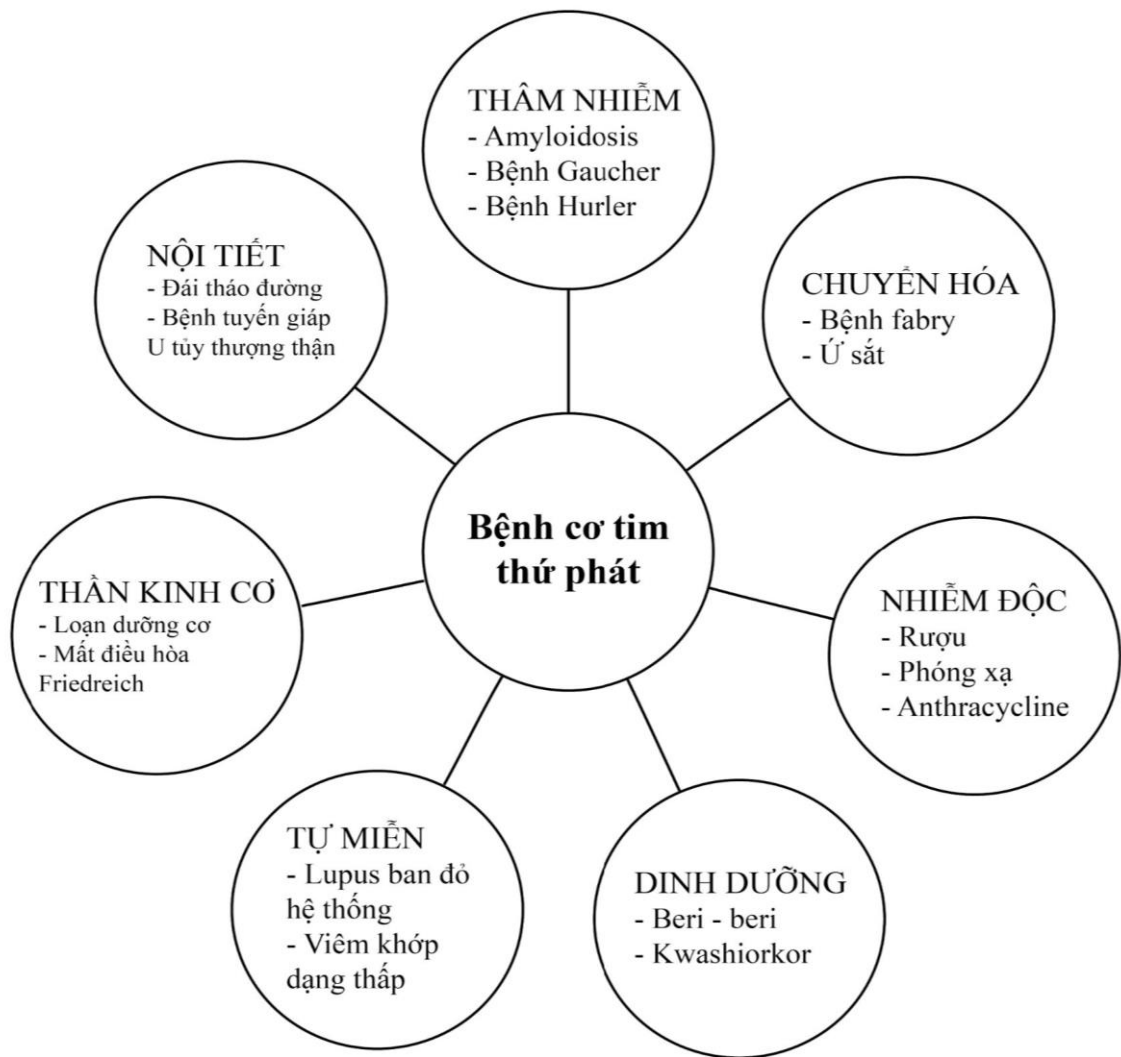 THÂM NHIỄM
- Amyloidosis
- Bệnh Gaucher
- Bệnh Hurler
NỘI TIẾT
- Đái tháo đường
- Bệnh tuyến giáp
U tủy thượng thận
CHUYỂN HÓA
- Bệnh fabry
- Ứ sắt
Bệnh cơ tim
thứ phát
THẦN KINH CƠ
- Loạn dưỡng cơ
- Mất điều hòa
Friedreich
NHIỄM ĐỘC
- Rượu
- Phóng xạ
- Anthracycline
TỰ MIỄN
- Lupus ban đỏ
hệ thống
- Viêm khớp
dạng thấp
DINH DƯỠNG
- Beri - beri
- Kwashiorkor